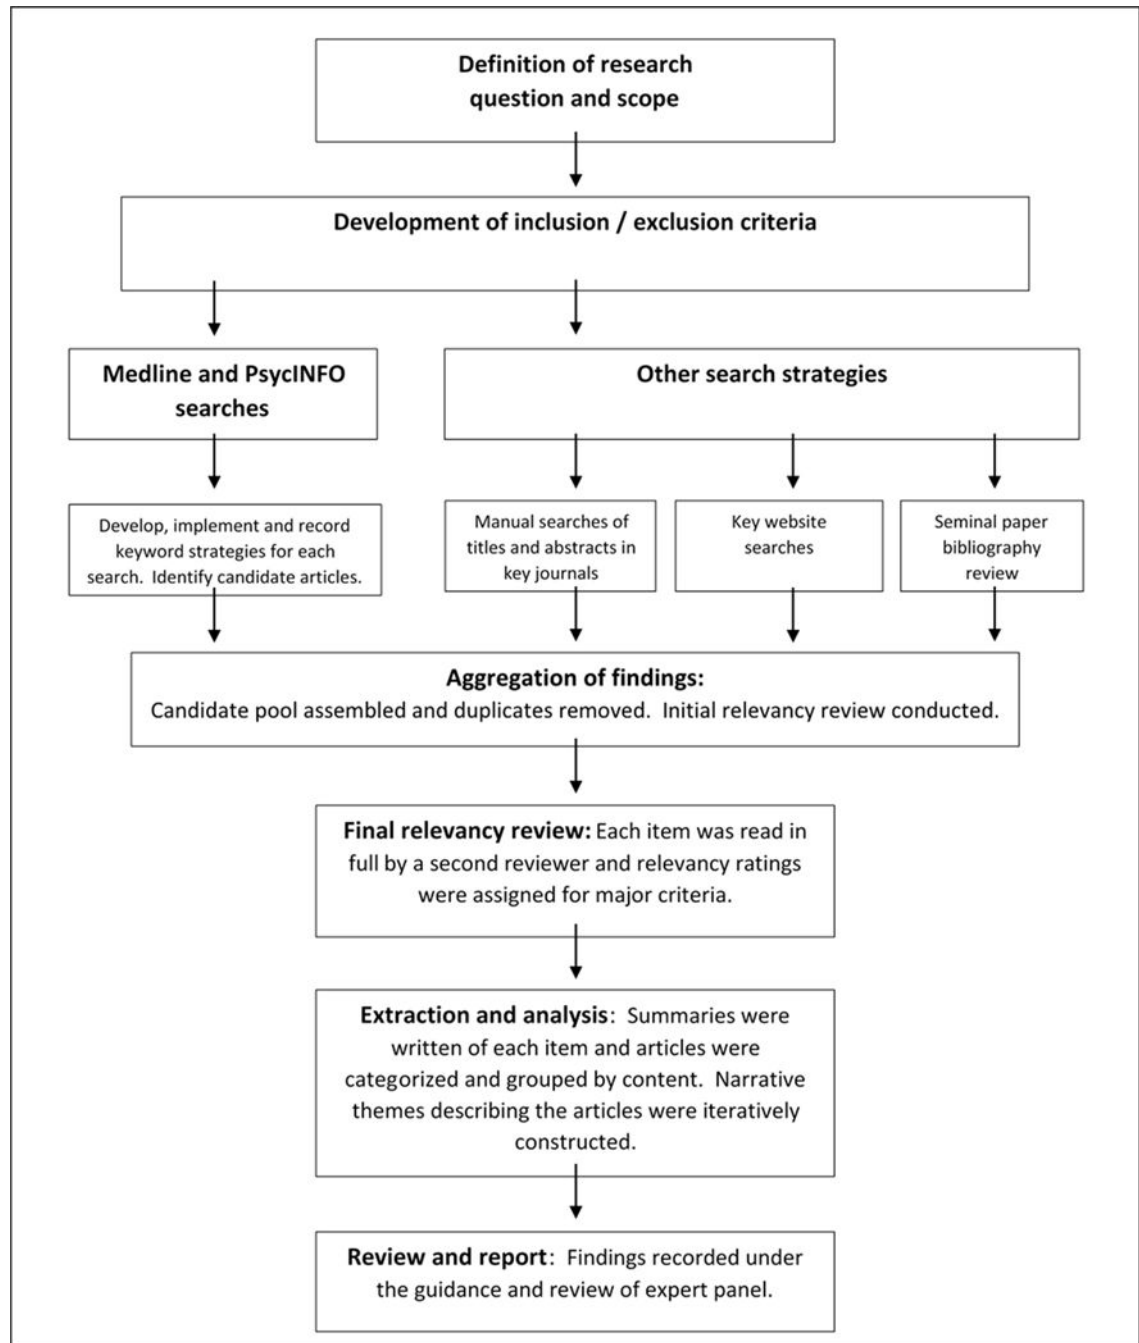 Definition of research
question and scope
Development of inclusion / exclusion criteria
Medline and PsycINFO
searches
Other search strategies
Develop, implement and record
keyword strategies for each
search.  Identify candidate articles.
Manual searches of
titles and abstracts in
key journals
Key website
searches
Seminal paper
bibliography
review
Aggregation of findings:
Candidate pool assembled and duplicates removed.  Initial relevancy review conducted.
Final relevancy review: Each item was read in
full by a second reviewer and relevancy ratings
were assigned for major criteria.
Extraction and analysis:  Summaries were
written of each item and articles were
categorized and grouped by content.  Narrative
themes describing the articles were iteratively
constructed.
Review and report:  Findings recorded under
the guidance and review of expert panel.